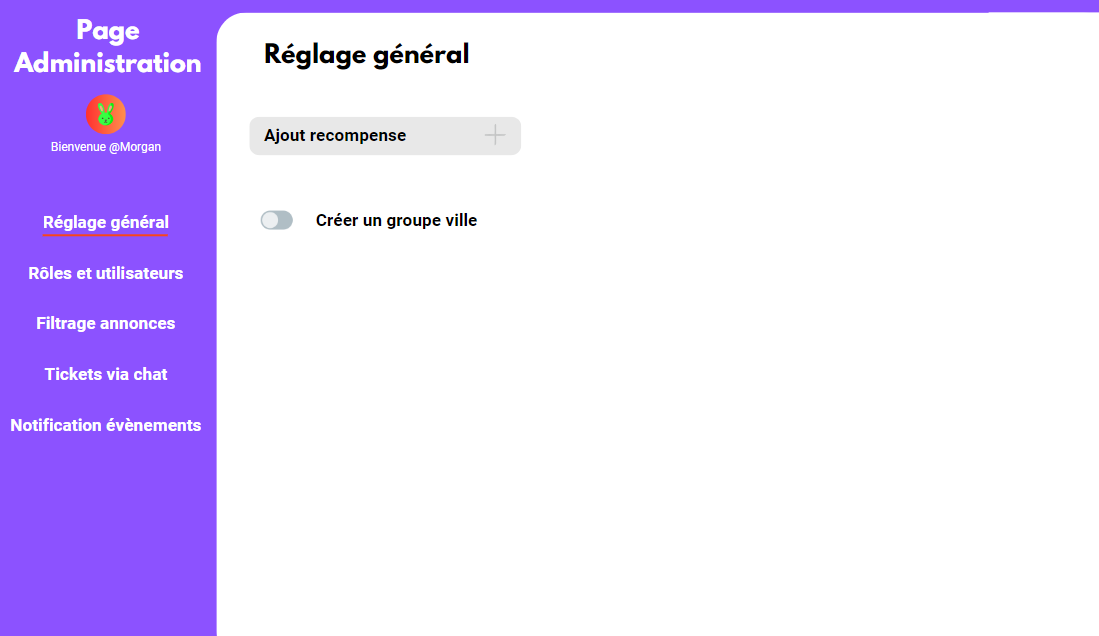 Page
Administration
Bienvenue @Morgan
Réglage général
Rôles et utilisateurs
Filtrage annonces
Tickets via chat
Notification évènements
Réglage général
Ajout recompense
Créer un groupe ville